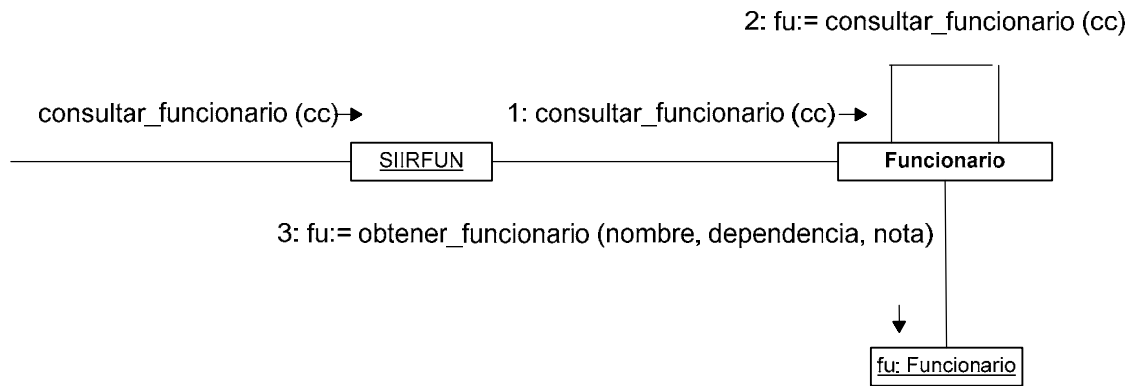 2: fu:= consultar_funcionario (cc)
consultar_funcionario (cc)
1: consultar_funcionario (cc)
SIIRFUN
Funcionario
3: fu:= obtener_funcionario (nombre, dependencia, nota)
fu: Funcionario